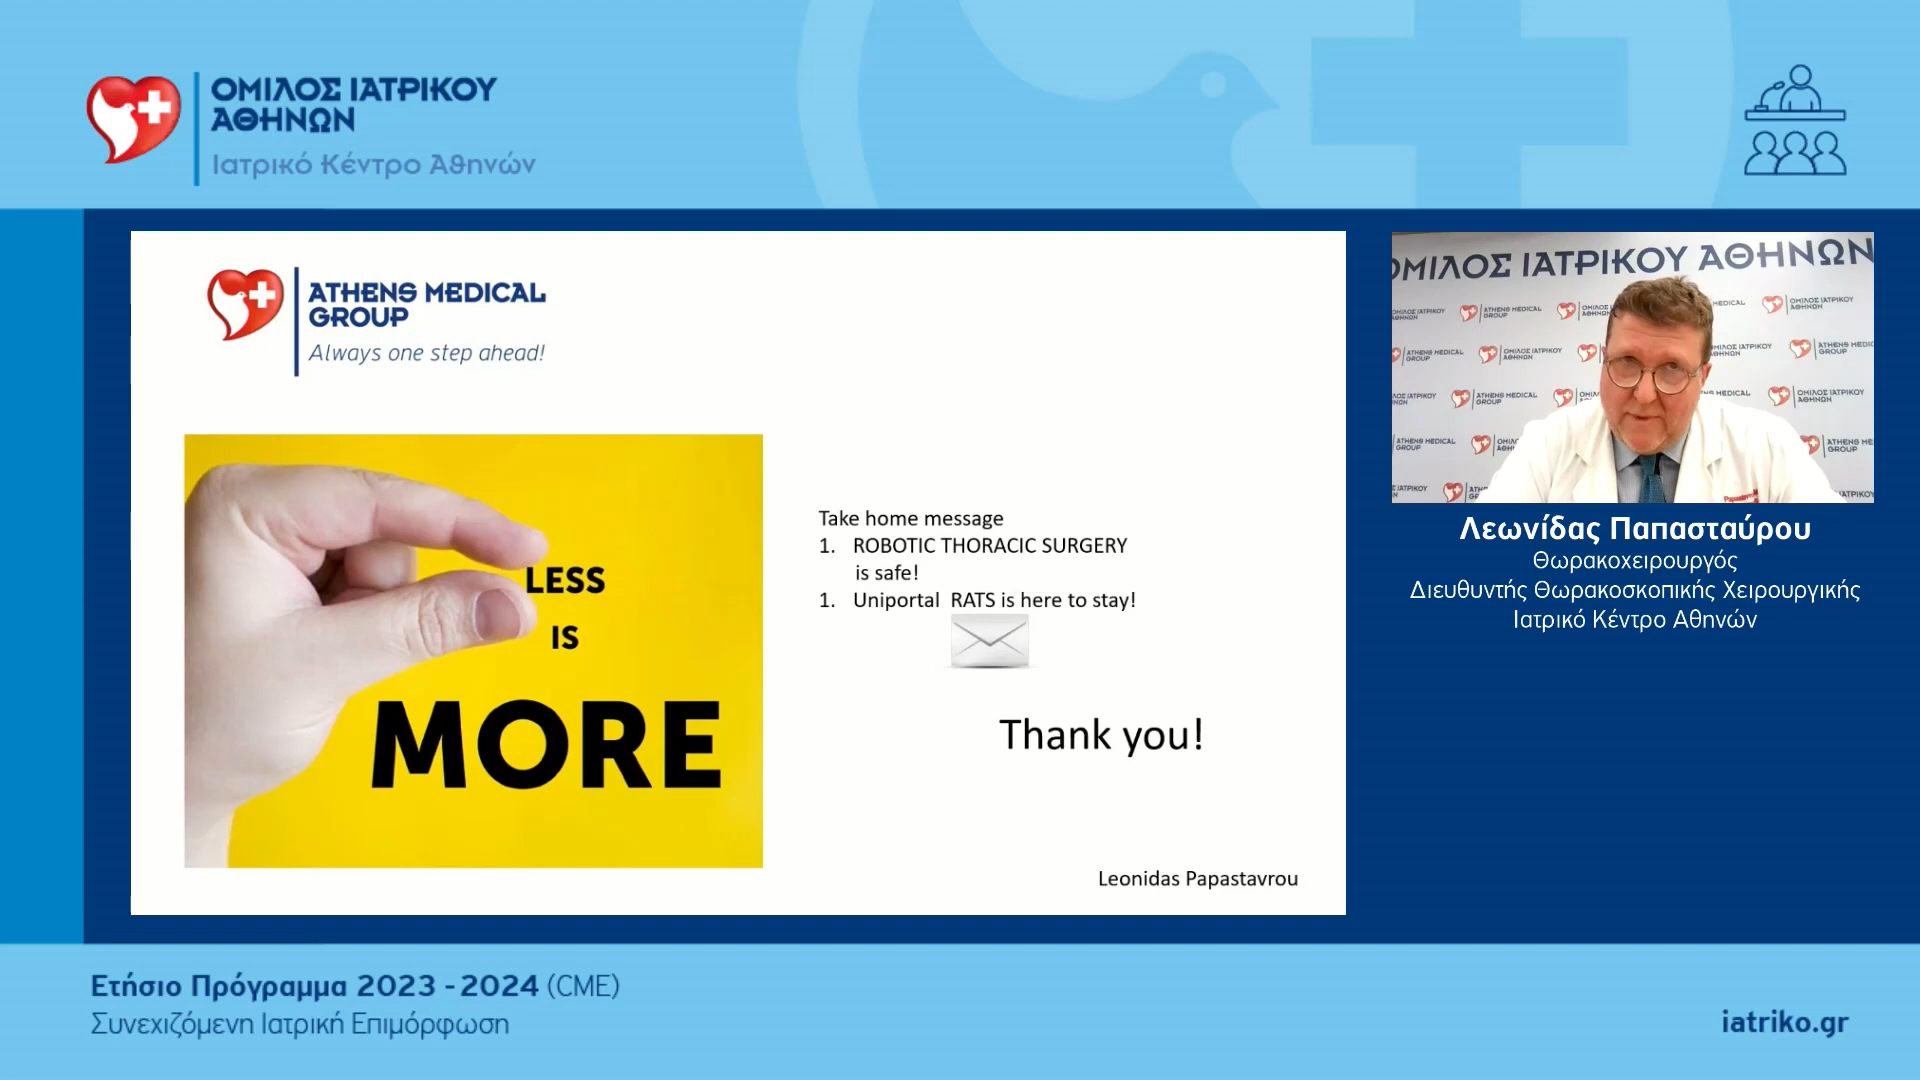 ΟΜΙΛΟΣ ΙΑΤΡΙΚΟΥ
ΑΘΗΝΩΝ
Ιατρικό Κέντρο Αθηνών
ATHENS MEDICAL
GROUP
Always one step ahead!
LESS
IS
MORE
Take home message
1. ROBOTIC THORACIC SURGERY
is safe!
1. Uniportal RATS is here to stay!
Thank you!
Leonidas Papastavrou
ΟΜΙΛΟΣ ΙΑΤΡΙΚΟΥ ΑΘΗΝΩΝ
Λεωνίδας Παπασταύρου
Θωρακοχειρουργός
Διευθυντής Θωρακοσκοπικής Χειρουργικής
Ιατρικό Κέντρο Αθηνών
Ετήσιο Πρόγραμμα 2023 - 2024 (CME)
Συνεχιζόμενη Ιατρική Επιμόρφωση
iatriko.gr